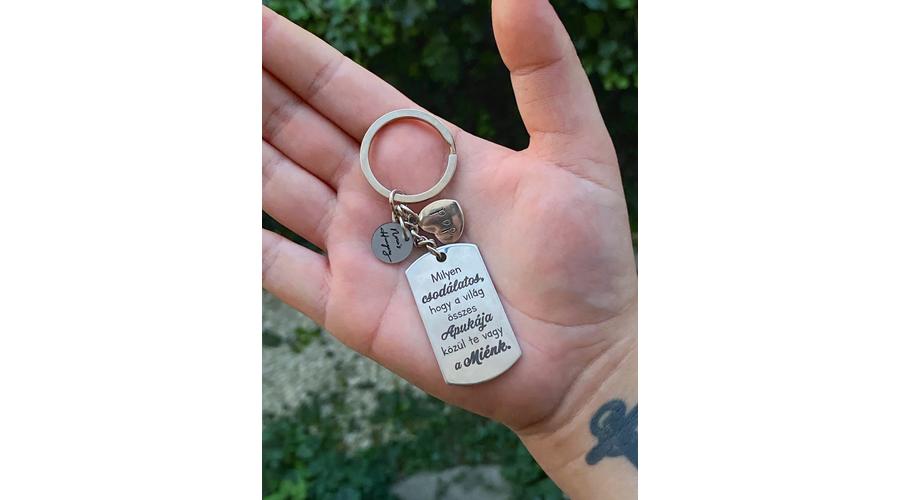 Milyen
csodálatos,
hogy a világ
összes
Apukája
közül te vagy
a Miénk.